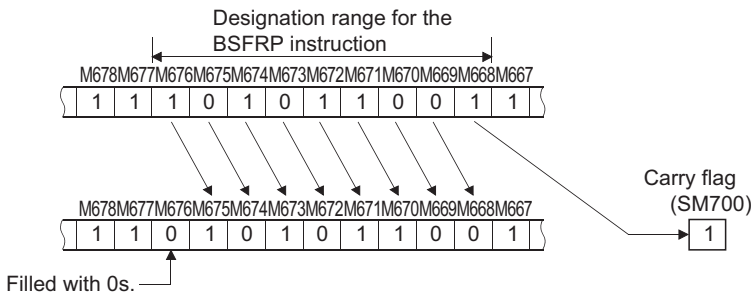 Designation range for the
BSFRP instruction
M678M677M676M675M674M673M672M671M670M669M668M667
1 1 1 0 1 0 1 1 0 0 1 1
Carry flag
(SM700)
M678M677M676M675M674M673M672M671M670M669M668M667
1 1 0 1 0 1 0 1 1 0 0 1
1
Filled with 0s.